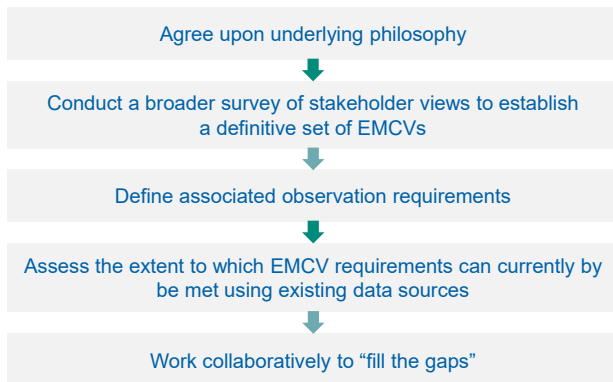 Agree upon underlying philosophy
Conduct a broader survey of stakeholder views to establish
a definitive set of EMCVs
Define associated observation requirements
Assess the extent to which EMCV requirements can currently by
be met using existing data sources
Work collaboratively to “fill the gaps”